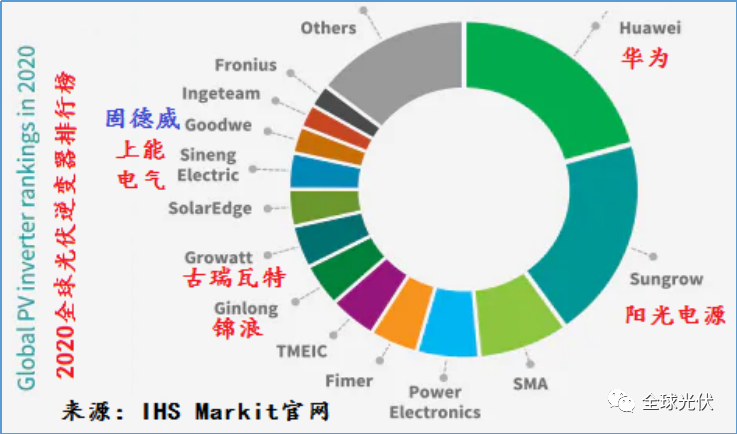 Global PV inverter rankings in 2020
2020全球光伏逆变器排行榜
Others
Huawei
华为
Fronius
Ingeteam
固德威
Goodwe
上能
电气
Sineng
Electric
SolarEdge
Growatt
古瑞瓦特
Ginlong
锦浪
TMEIC
Fimer
Power
Electronics
SMA
Sungrow
阳光电源
来源: IHS Markit官网
全球光伏